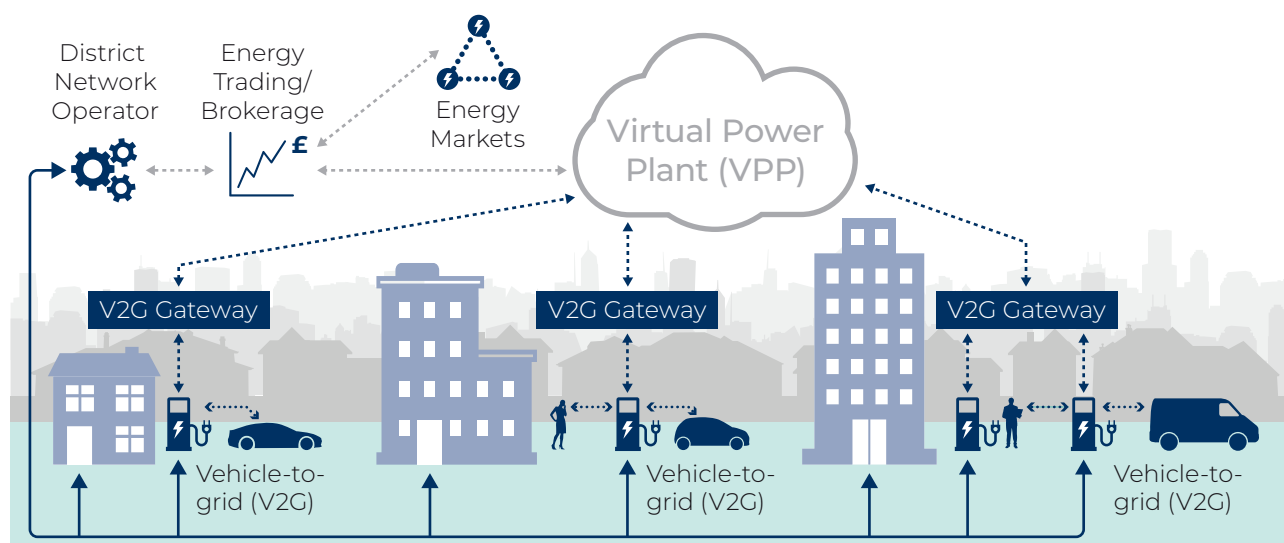 District
Network
Operator
Energy
Trading/
Brokerage
£
Energy
Markets
Virtual Power
Plant (VPP)
V2G Gateway
V2G Gateway
V2G Gateway
Vehicle-to-
grid (V2G)
Vehicle-to-
grid (V2G)
Vehicle-to-
grid (V2G)